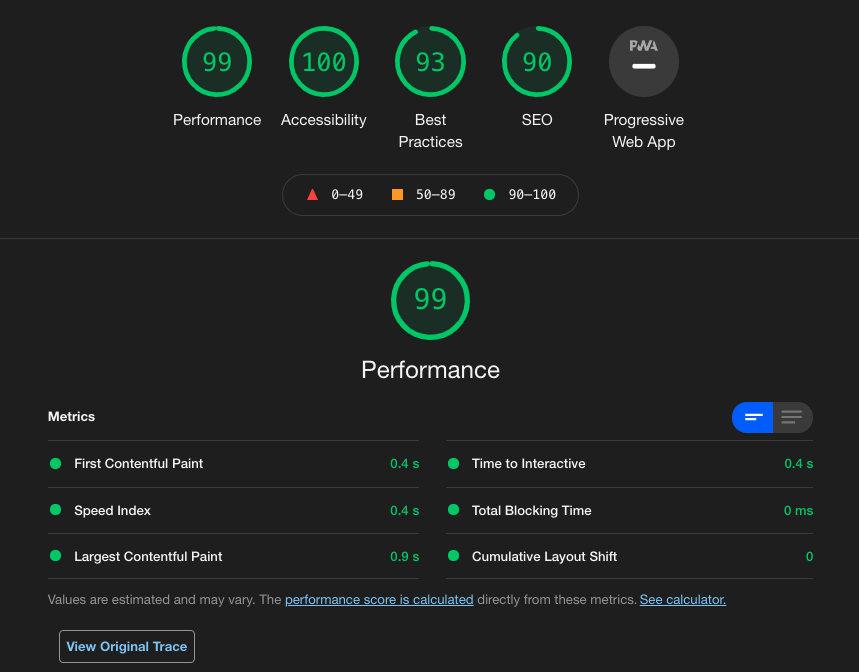 99
100
93
90
PWA
Performance
Accessibility
Best
Practices
SEO
Progressive
Web App
0–49
50–89
90–100
99
Performance
Metrics
First Contentful Paint
0.4 s
Time to Interactive
0.4 s
Speed Index
0.4 s
Total Blocking Time
0 ms
Largest Contentful Paint
0.9 s
Cumulative Layout Shift
0
Values are estimated and may vary. The performance score is calculated directly from these metrics. See calculator.
View Original Trace